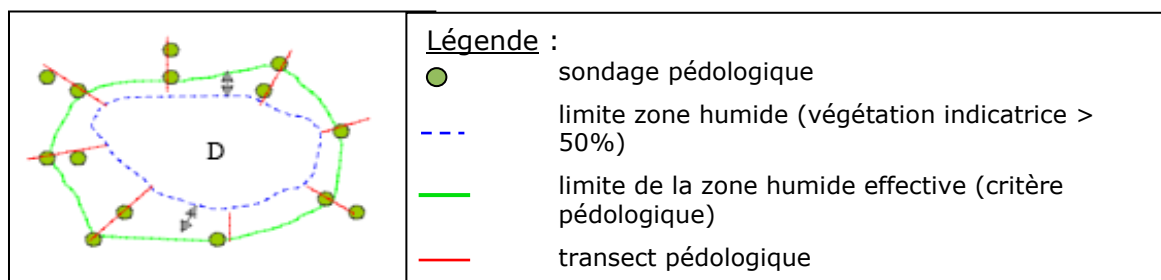 D
Légende :
sondage pédologique
limite zone humide (végétation indicatrice >
50%)
limite de la zone humide effective (critère
pédologique)
transect pédologique